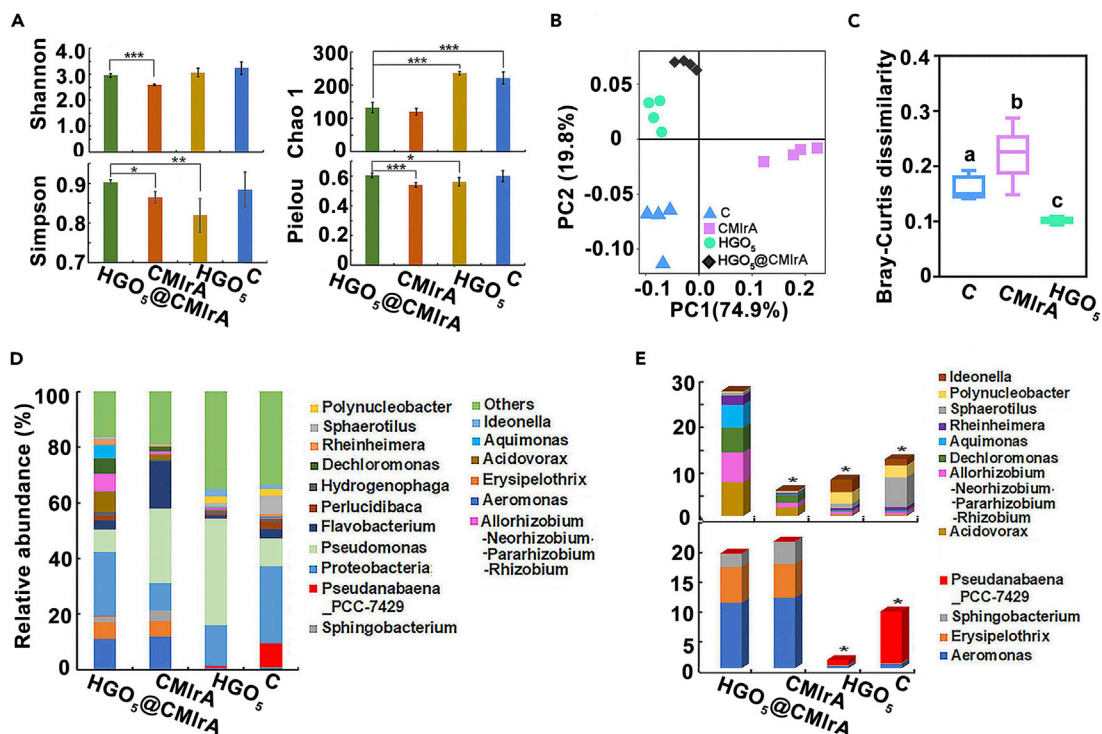 A
Shannnon
4.0
3.0
2.0
1.0
0.0
***
Chao 1
300
200
100
0
***
***
Simpson
0.9
0.8
0.7
*
**
Pielou
0.6
0.4
0.2
0
***
*
HGO5@CMIrA
CMIrA
HGO5
C
HGO5@CMIrA
CMIrA
HGO5
C
B
PC2 (19.8%)
0.05
0
-0.05
-0.10
-0.1
0.0
0.1
0.2
PC1(74.9%)
C
CMIrA
HGO5
HGO5@CMIrA
C
Bray-Curtis dissimilarity
0.4
0.3
0.2
0.1
0
a
b
c
C
CMIrA
HGO5
D
Relative abundance (%)
100
80
60
40
20
0
HGO5@CMIrA
CMIrA
HGO5
C
Polynucleobacter
Sphaerotilus
Rheinheimera
Dechloromonas
Hydrogenophaga
Perlucidibaca
Flavobacterium
Pseudomonas
Proteobacteria
Pseudanabaena
_PCC-7429
Sphingobacterium
Others
Ideonella
Aquimonas
Acidovorax
Erysipelothrix
Aeromonas
Allorhizobium
-Neorhizobium-
-Pararhizobium
-Rhizobium
E
30
20
10
5
0
*
*
*
20
15
10
5
0
*
*
HGO5@CMIrA
CMIrA
HGO5
C
Ideonella
Polynucleobacter
Sphaerotilus
Rheinheimera
Aquimonas
Dechloromonas
Allorhizobium
-Neorhizobium-
-Pararhizobium
-Rhizobium
Acidovorax
Pseudanabaena
_PCC-7429
Sphingobacterium
Erysipelothrix
Aeromonas